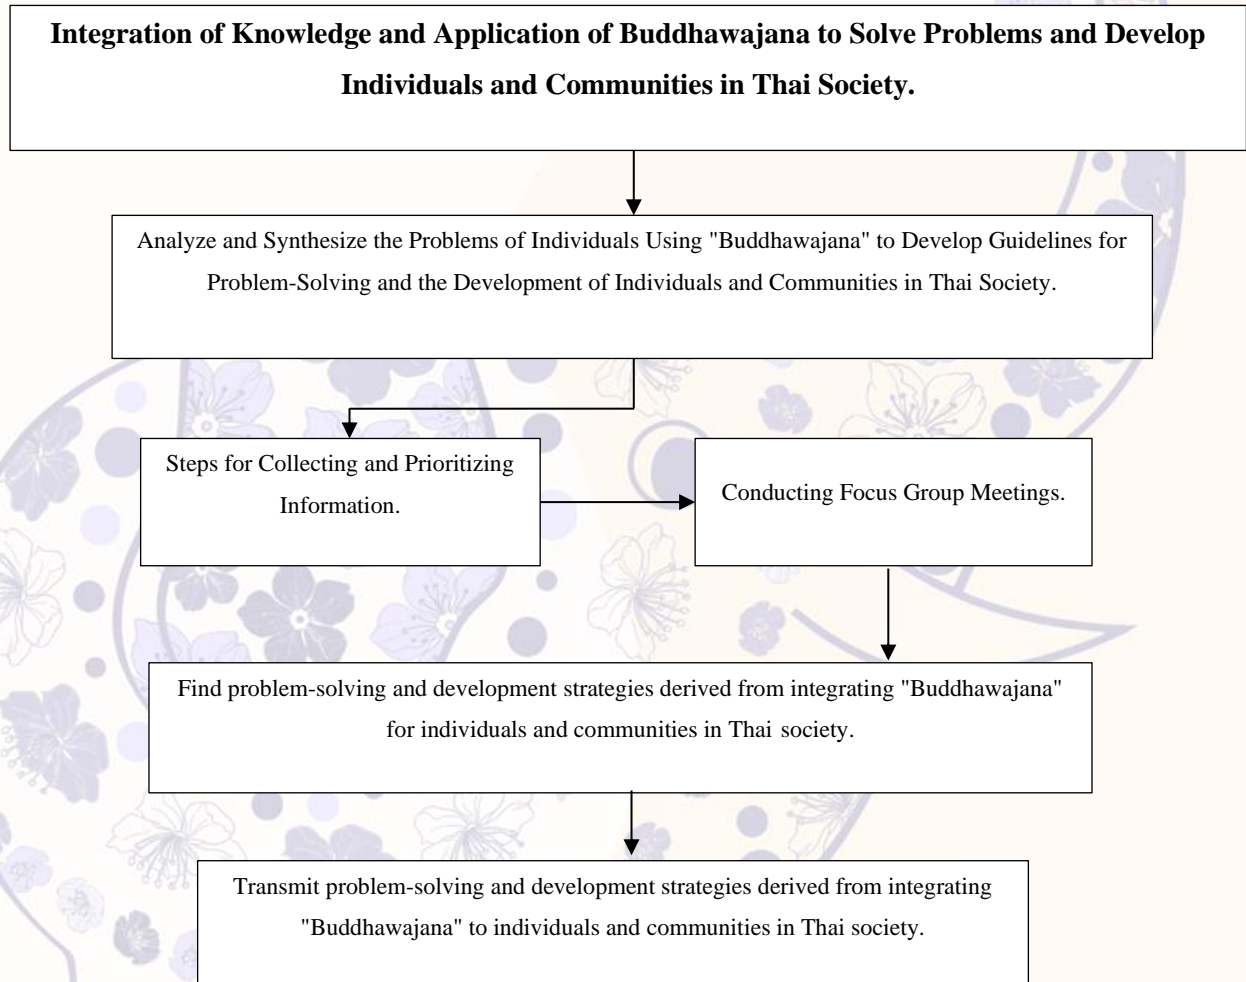 Integration of Knowledge and Application of Buddhawajana to Solve Problems and Develop
Individuals and Communities in Thai Society.
Analyze and Synthesize the Problems of Individuals Using "Buddhawajana" to Develop Guidelines for
Problem-Solving and the Development of Individuals and Communities in Thai Society.
Steps for Collecting and Prioritizing
Information.
Conducting Focus Group Meetings.
Find problem-solving and development strategies derived from integrating "Buddhawajana"
for individuals and communities in Thai society.
Transmit problem-solving and development strategies derived from integrating
"Buddhawajana" to individuals and communities in Thai society.